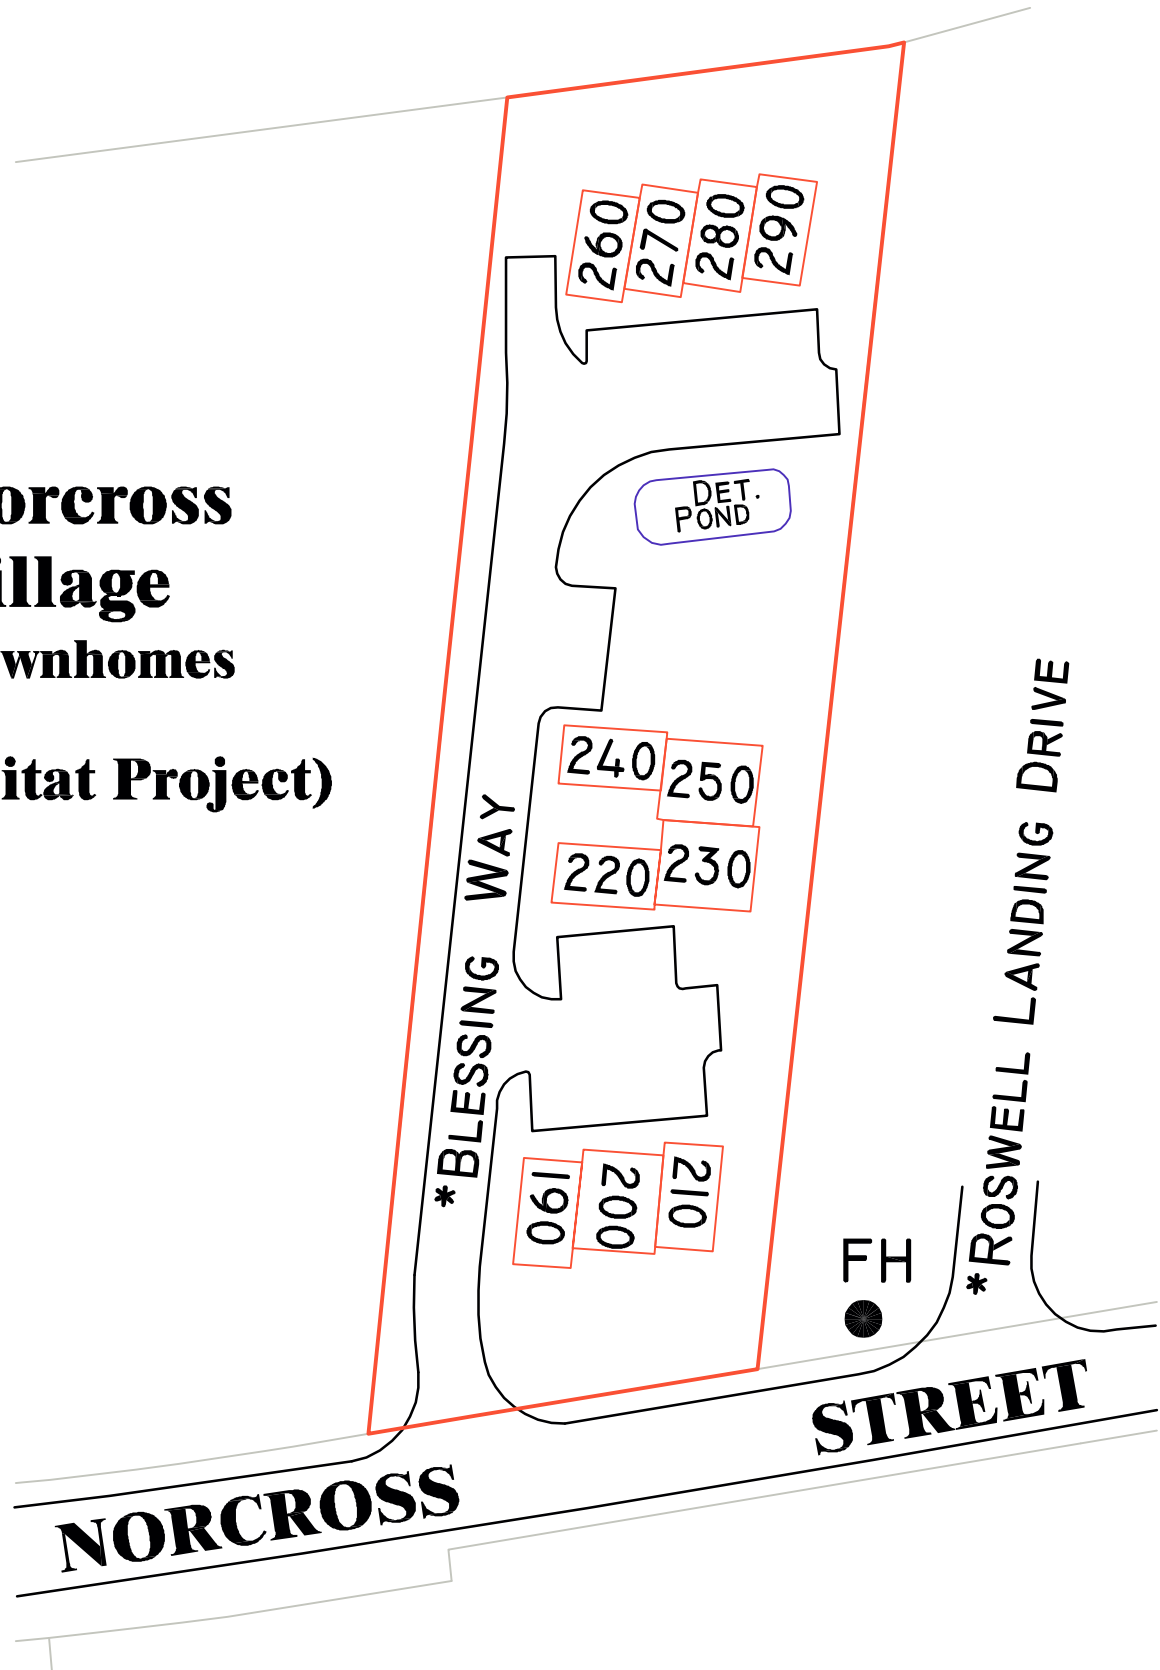 260
270
280
290
orcross
illage
wnhomes
itat Project)
DET.
POND
240
250
220
230
*BLESSING WAY
*ROSWELL LANDING DRIVE
190
200
210
FH
NORCROSS STREET